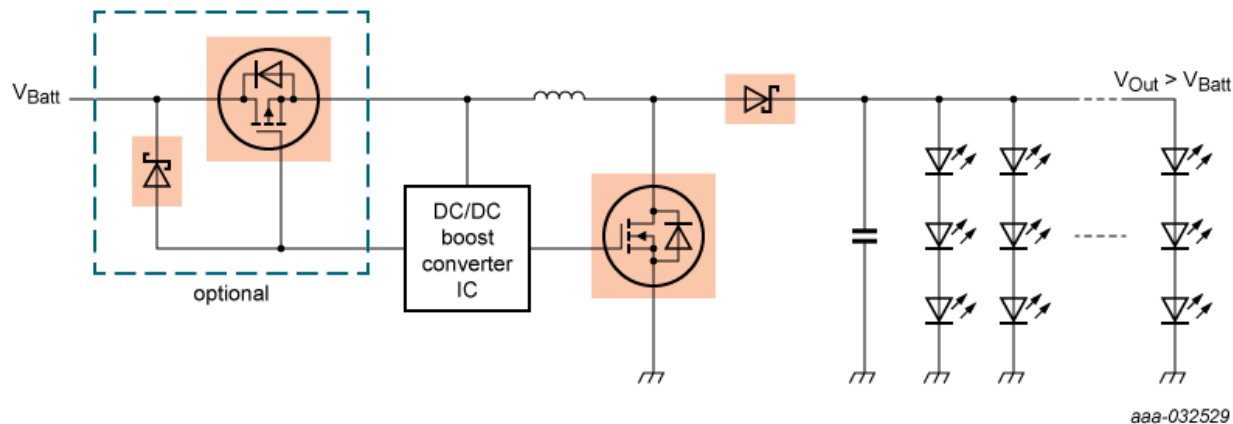 V_Batt
optional
DC/DC
boost
converter
IC
V_Out > V_Batt
aaa-032529